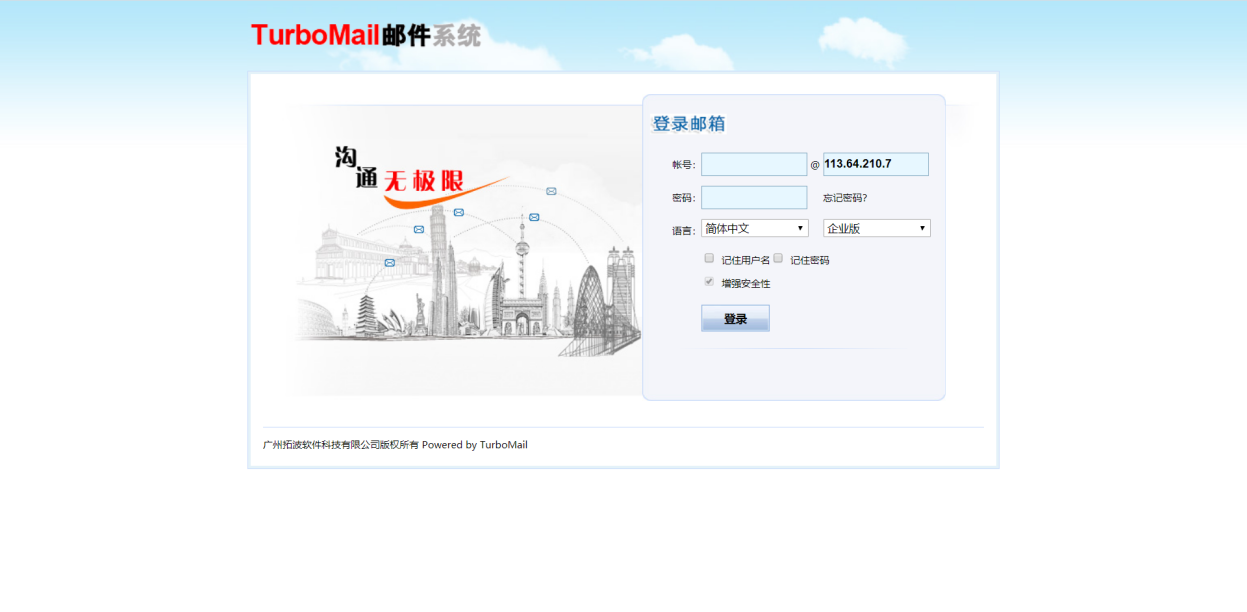 TurboMail邮件系统
沟通无极限
登录邮箱
帐号: @ 113.64.210.7
密码: 忘记密码?
语言: 简体中文 企业版
记住用户名 记住密码
增强安全性
登录
广州拓波软件科技有限公司版权所有 Powered by TurboMail